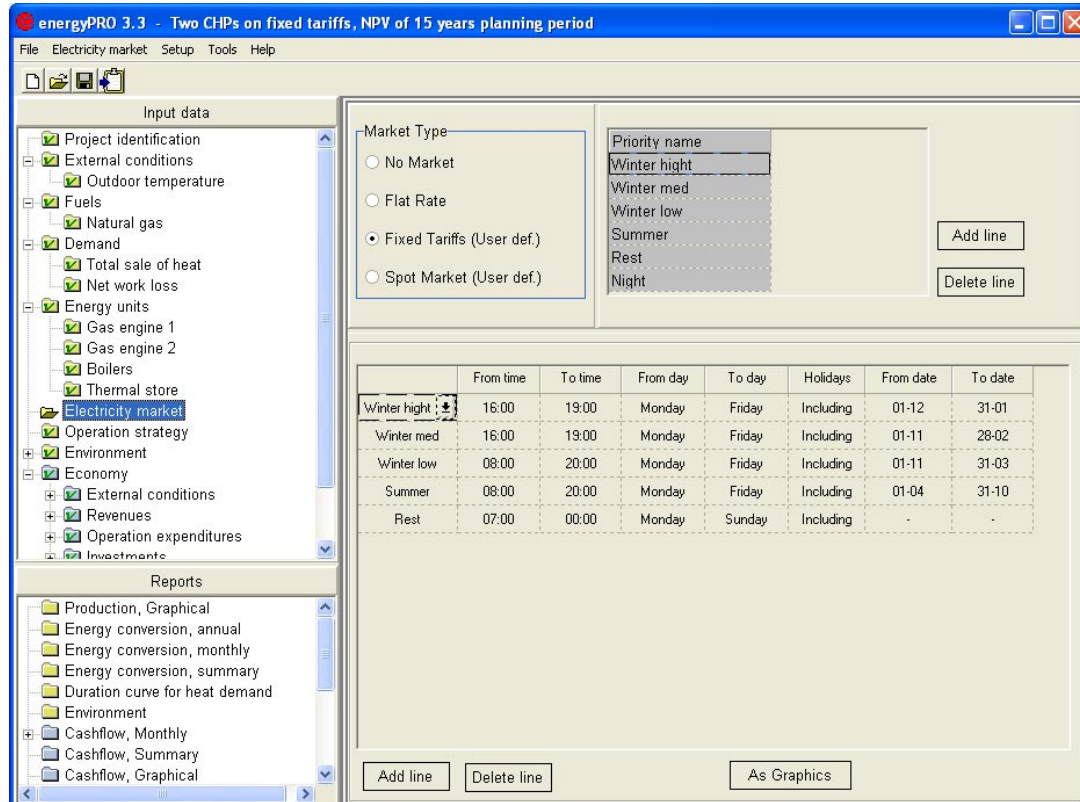 energyPRO 3.3 - Two CHPs on fixed tariffs, NPV of 15 years planning period
File Electricity market Setup Tools Help
Input data
Project identification
External conditions
Outdoor temperature
Fuels
Natural gas
Demand
Total sale of heat
Net work loss
Energy units
Gas engine 1
Gas engine 2
Boilers
Thermal store
Electricity market
Operation strategy
Environment
Economy
External conditions
Revenues
Operation expenditures
Investments
Reports
Production, Graphical
Energy conversion, annual
Energy conversion, monthly
Energy conversion, summary
Duration curve for heat demand
Environment
Cashflow, Monthly
Cashflow, Summary
Cashflow, Graphical
Market Type
No Market
Flat Rate
Fixed Tariffs (User def.)
Spot Market (User def.)
Priority name
Winter hight
Winter med
Winter low
Summer
Rest
Night
Add line
Delete line
From time To time From day To day Holidays From date To date
Winter hight 16:00 19:00 Monday Friday Including 01-12 31-01
Winter med 16:00 19:00 Monday Friday Including 01-11 28-02
Winter low 08:00 20:00 Monday Friday Including 01-11 31-03
Summer 08:00 20:00 Monday Friday Including 01-04 31-10
Rest 07:00 00:00 Monday Sunday Including - -
Add line Delete line As Graphics